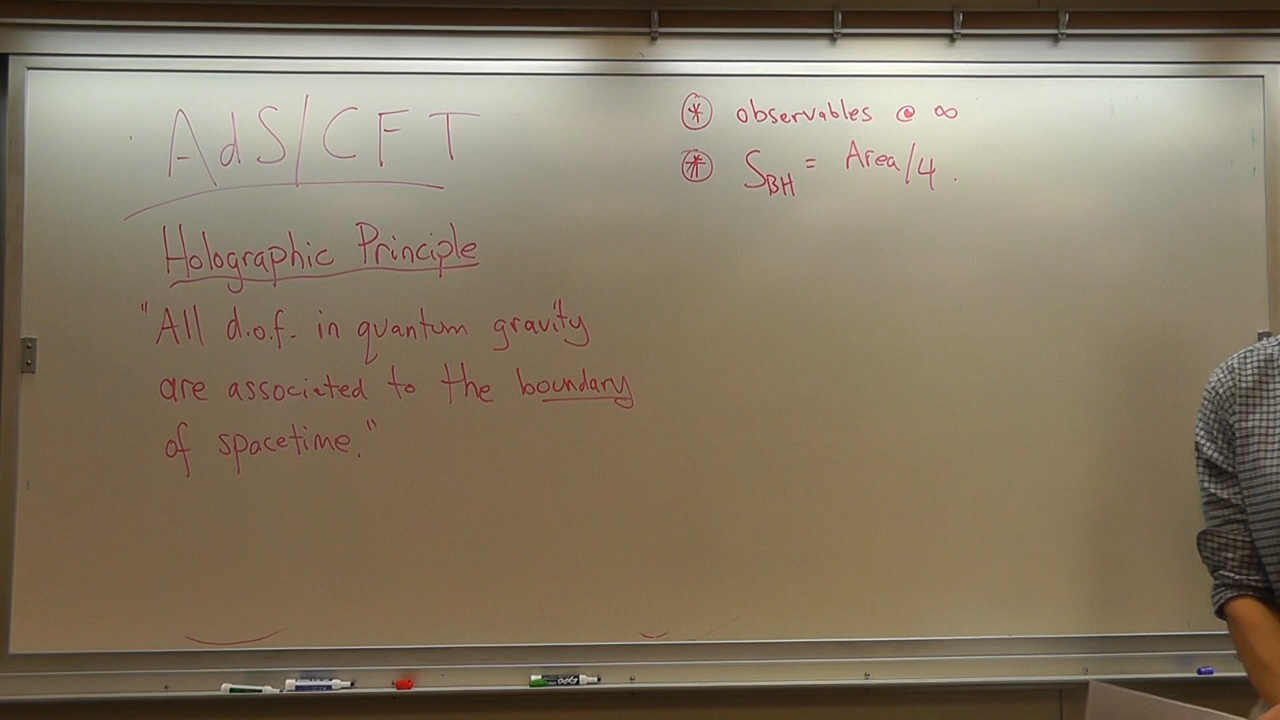 AdS/CFT
Holographic Principle
"All d.o.f. in quantum gravity
are associated to the boundary
of spacetime."
* observables @ ∞
* S_BH = Area/4.